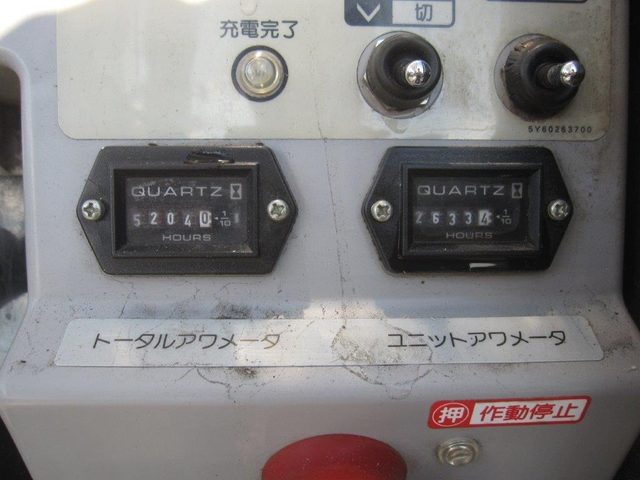 充電完了
切
5Y60263700
QUARTZ
52040 1/10
HOURS
QUARTZ
26334 1/10
HOURS
トータルアワメータ
ユニットアワメータ
押 作動停止